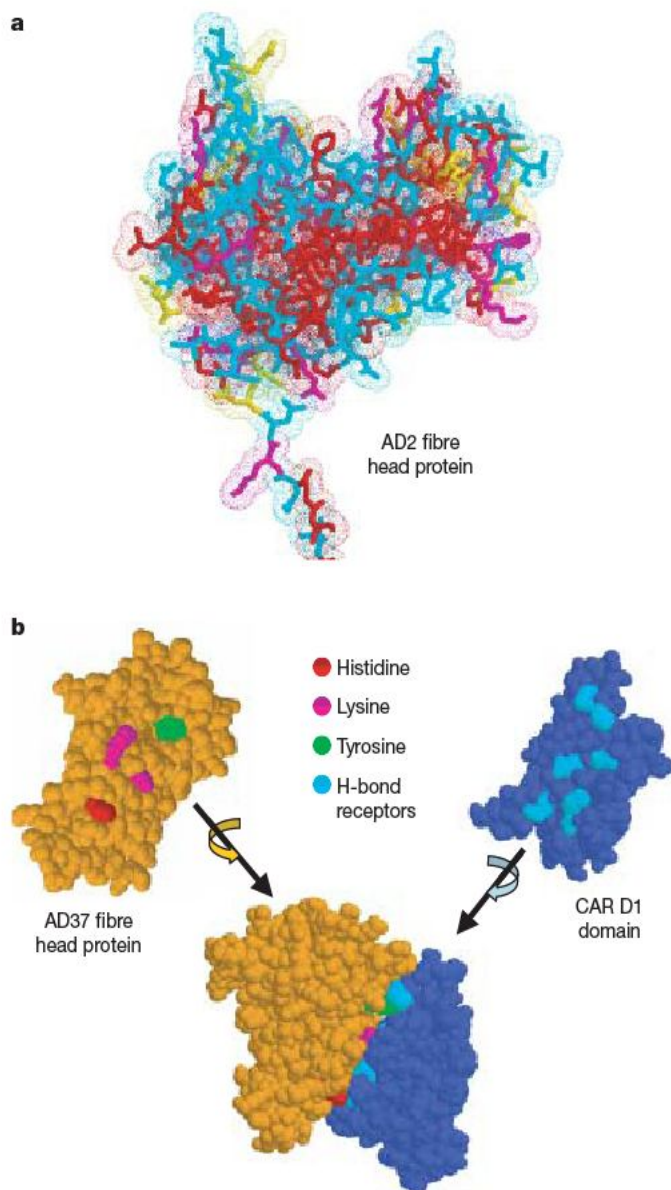 a
AD2 fibre
head protein
b
Histidine
Lysine
Tyrosine
H-bond
receptors
AD37 fibre
head protein
CAR D1
domain